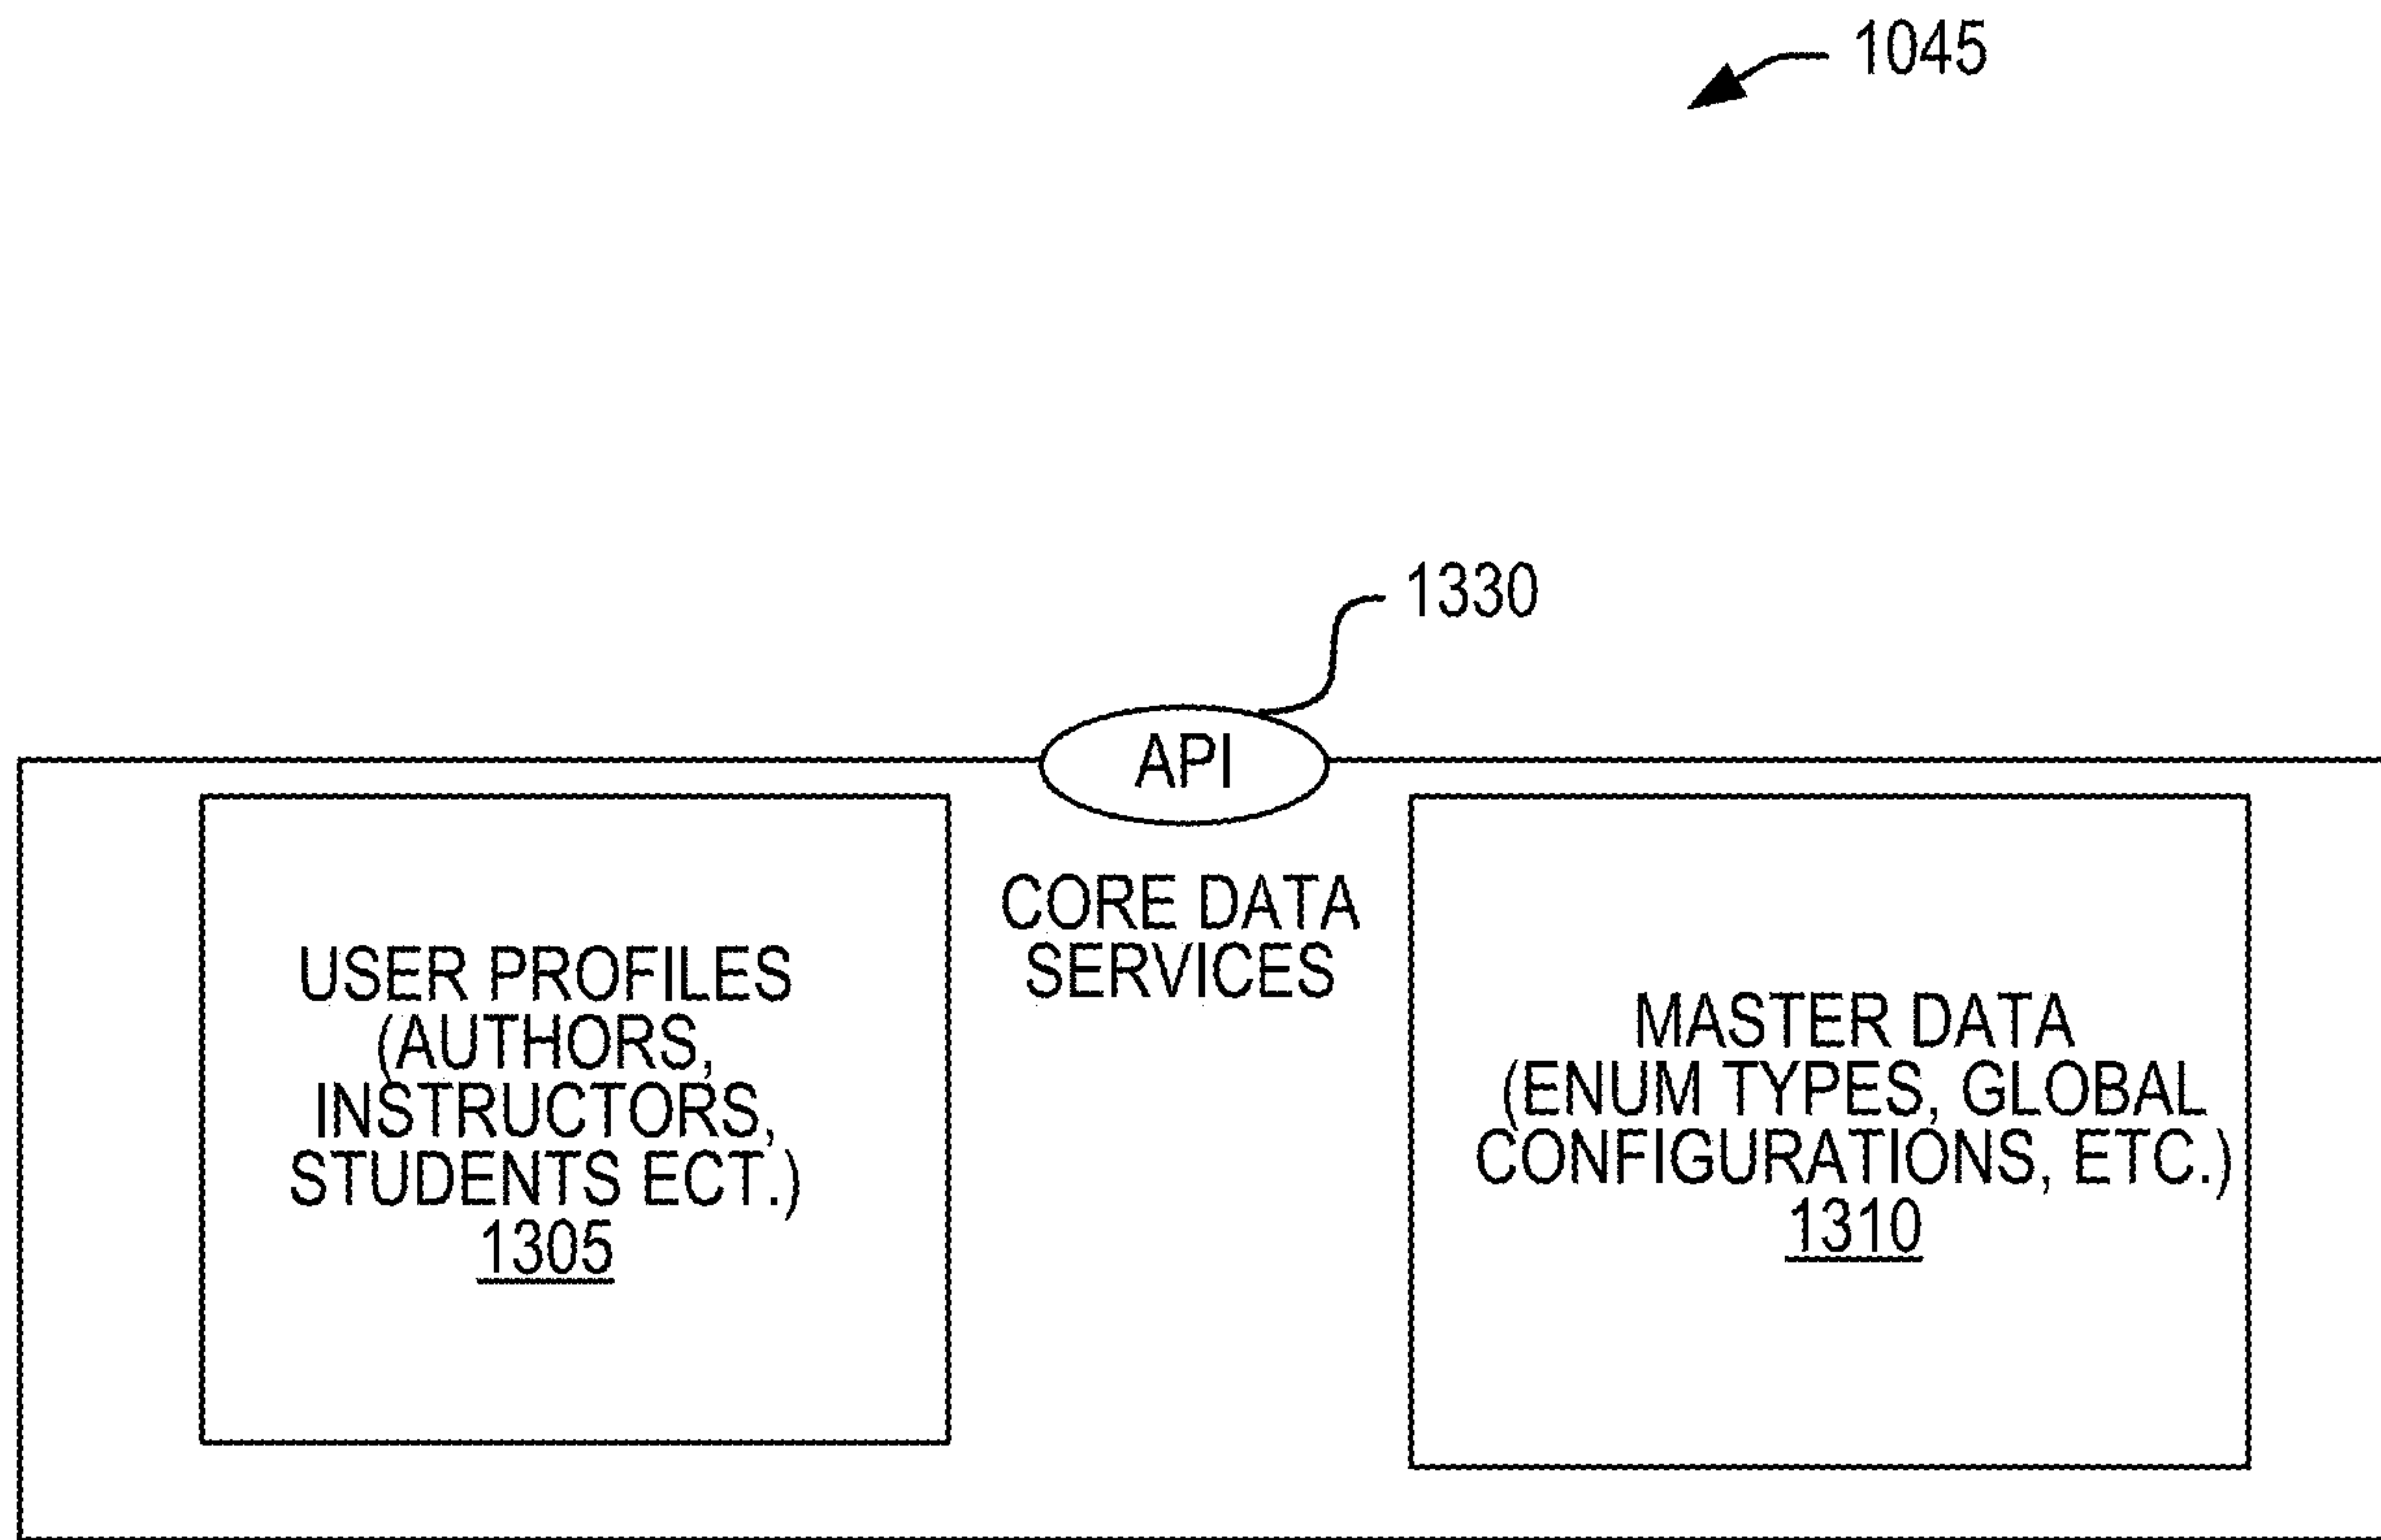 1045
1330
API
CORE DATA
SERVICES
USER PROFILES
(AUTHORS,
INSTRUCTORS,
STUDENTS ECT.)
1305
MASTER DATA
(ENUM TYPES, GLOBAL
CONFIGURATIONS, ETC.)
1310